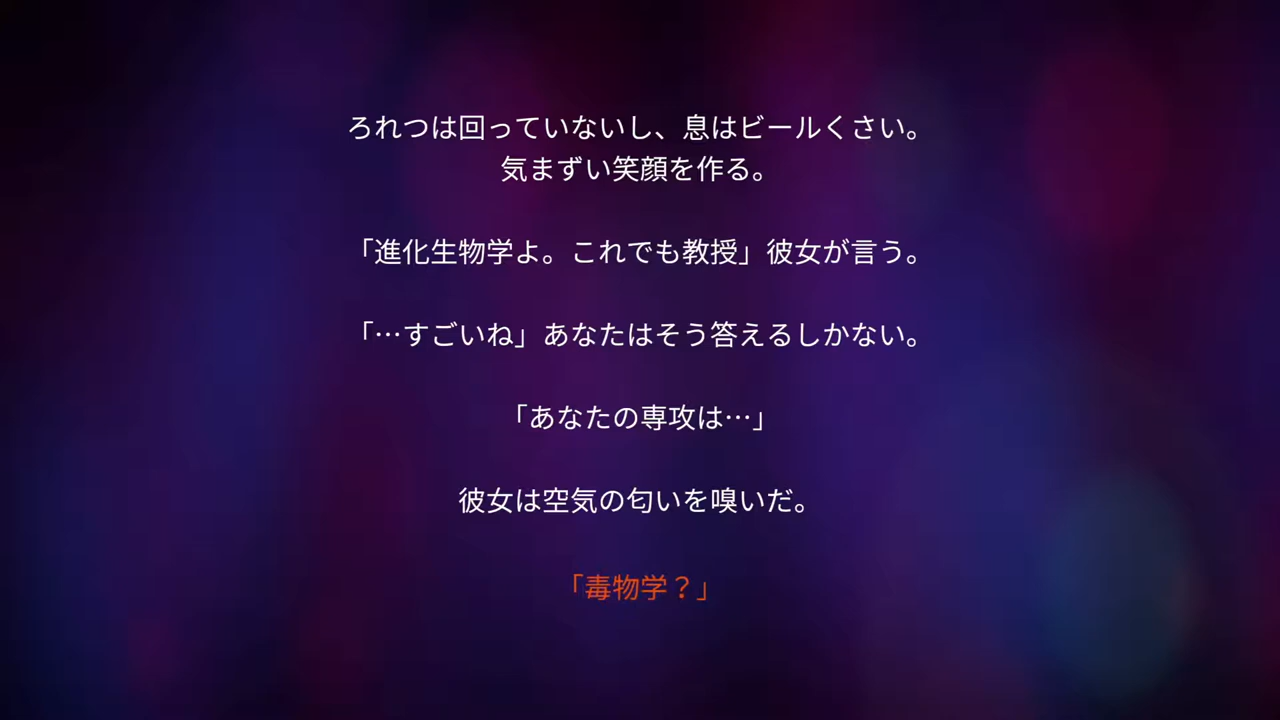 ろれつは回っていないし、息はビールくさい。
気まずい笑顔を作る。
「進化生物学よ。これでも教授」彼女が言う。
「…すごいね」あなたはそう答えるしかない。
「あなたの専攻は…」
彼女は空気の匂いを嗅いだ。
「毒物学？」